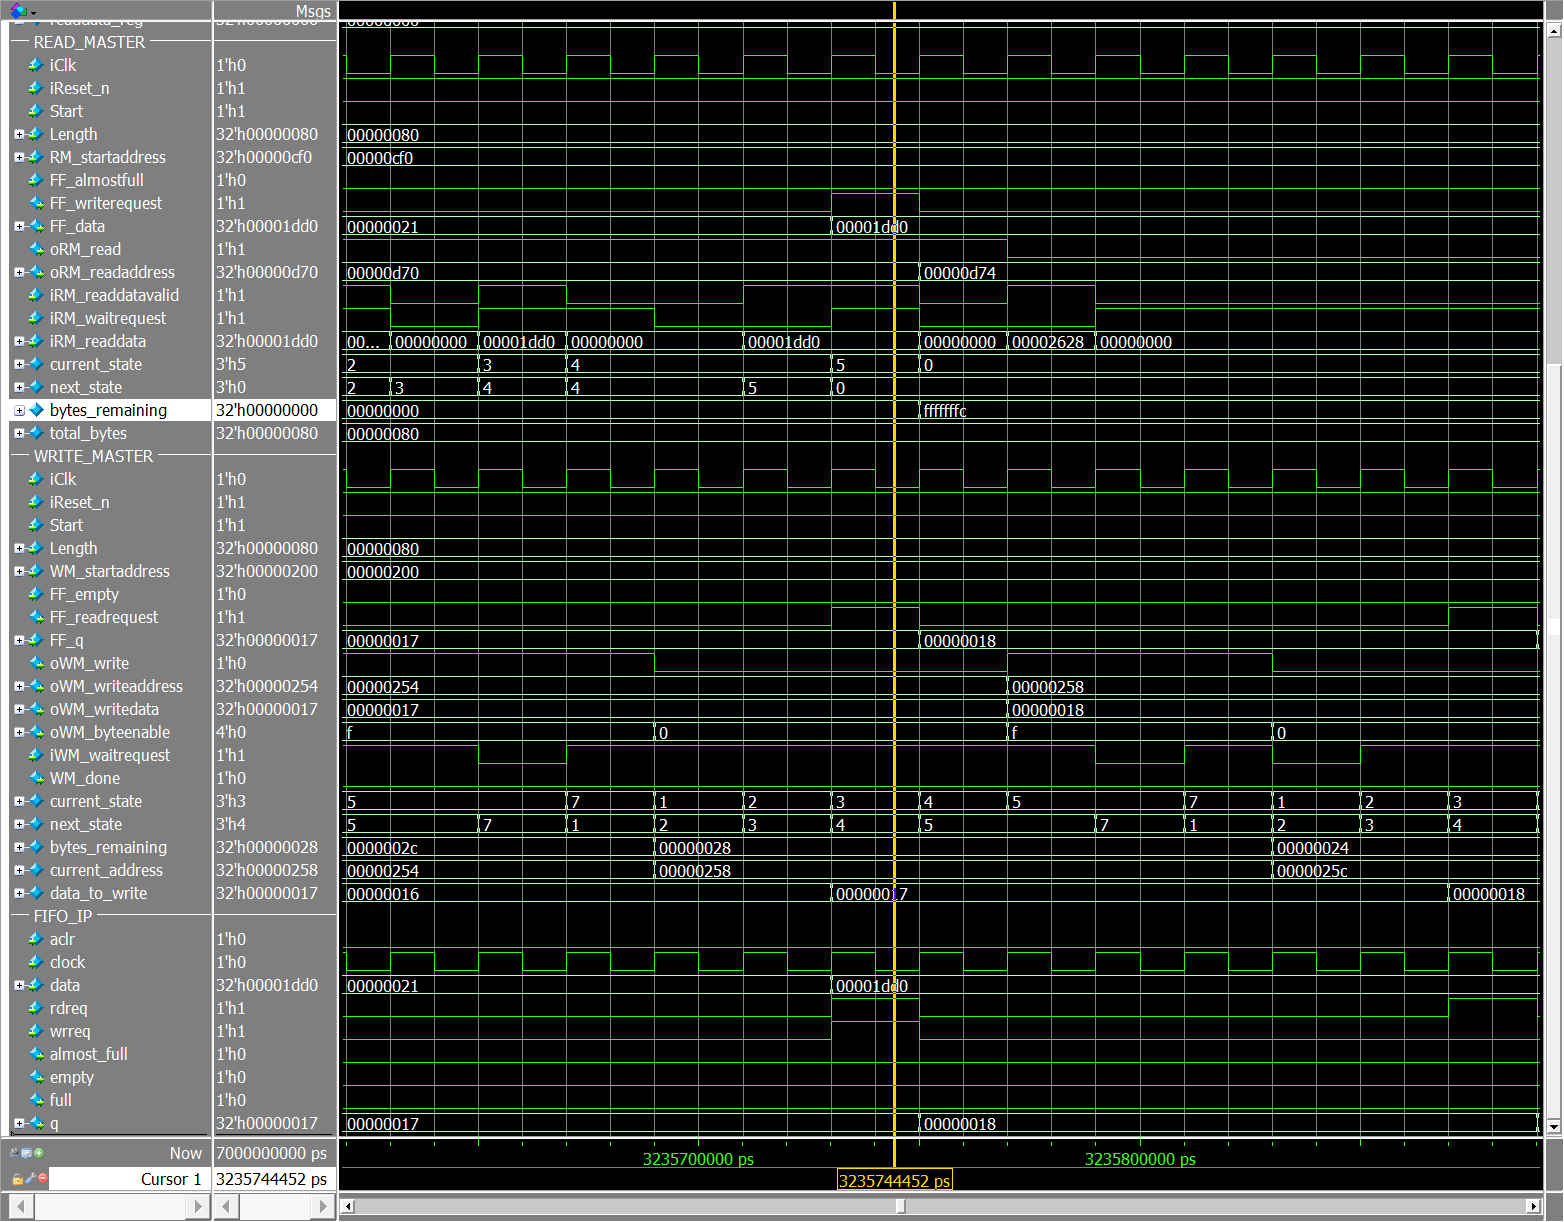 Msgs
READ_MASTER
iClk 1'h0
iReset_n 1'h1
Start 1'h1
Length 32'h00000080 00000080
RM_startaddress 32'h00000cf0 00000cf0
FF_almostfull 1'h0
FF_writerequest 1'h1
FF_data 32'h00001dd0 00000021 00001dd0
oRM_read 1'h1
oRM_readaddress 32'h00000d70 00000d70 00000d74
iRM_readdatavalid 1'h1
iRM_waitrequest 1'h1
iRM_readdata 32'h00001dd0 00... 00000000 00001dd0 00000000 00001dd0 00000000 00002628 00000000
current_state 3'h5 2 3 4 5 0
next_state 3'h0 2 3 4 4 5 0
bytes_remaining 32'h00000000 00000000 fffffffc
total_bytes 32'h00000080 00000080
WRITE_MASTER
iClk 1'h0
iReset_n 1'h1
Start 1'h1
Length 32'h00000080 00000080
WM_startaddress 32'h00000200 00000200
FF_empty 1'h0
FF_readrequest 1'h1
FF_q 32'h00000017 00000017 00000018
oWM_write 1'h0
oWM_writeaddress 32'h00000254 00000254 00000258
oWM_writedata 32'h00000017 00000017 00000018
oWM_byteenable 4'h0 f 0 f 0
iWM_waitrequest 1'h1
WM_done 1'h0
current_state 3'h3 5 7 1 2 3 4 5 7 1 2 3
next_state 3'h4 5 7 1 2 3 4 5 7 1 2 3 4
bytes_remaining 32'h00000028 0000002c 00000028 00000024
current_address 32'h00000258 00000254 00000258 0000025c
data_to_write 32'h00000017 00000016 00000017 00000018
FIFO_IP
aclr 1'h0
clock 1'h0
data 32'h00001dd0 00000021 00001dd0
rdreq 1'h1
wrreq 1'h1
almost_full 1'h0
empty 1'h0
full 1'h0
q 32'h00000017 00000017 00000018
Now 7000000000 ps 3235700000 ps 3235800000 ps
Cursor 1 3235744452 ps 3235744452 ps